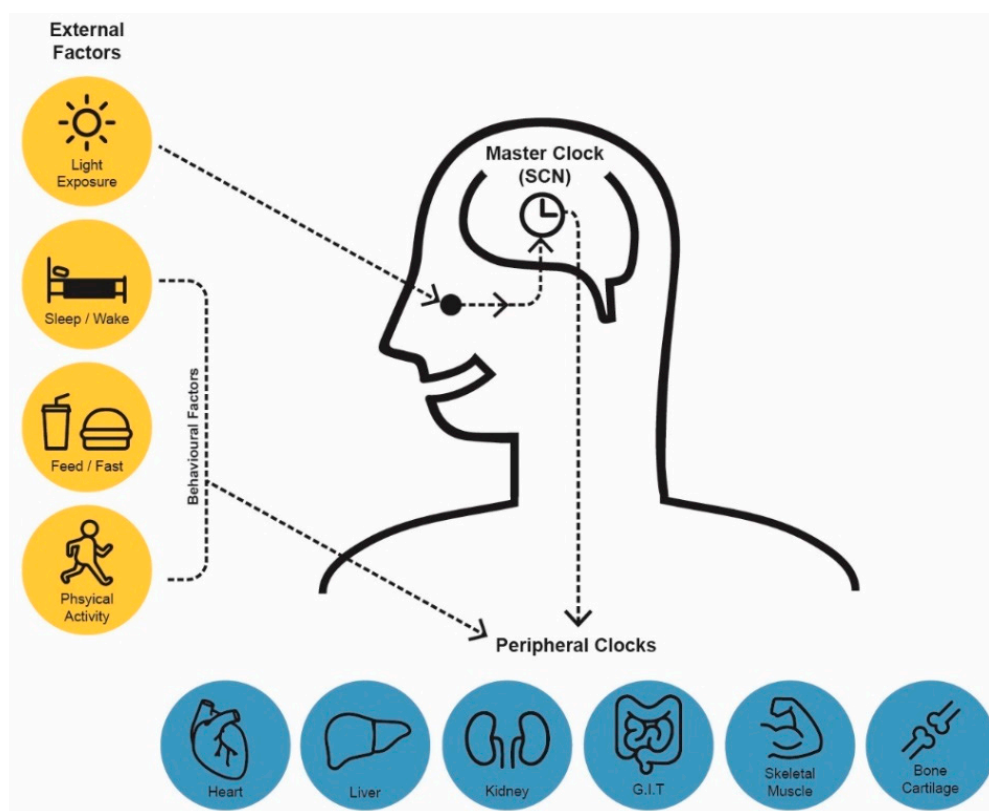 External
Factors
Light
Exposure
Sleep / Wake
Feed / Fast
Phsyical
Activity
Behavioural Factors
Master Clock
(SCN)
Peripheral Clocks
Heart
Liver
Kidney
G.I.T
Skeletal
Muscle
Bone
Cartilage